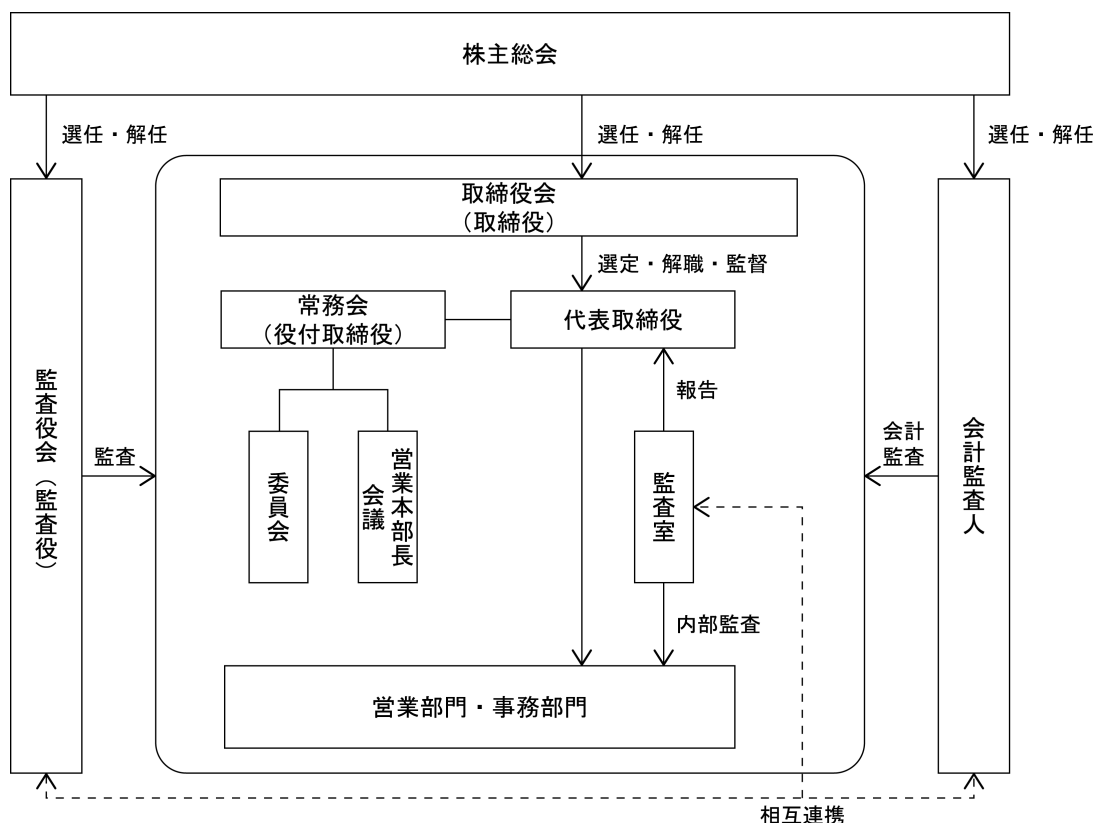 株主総会
選任・解任
選任・解任
選任・解任
取締役会
（取締役）
選定・解職・監督
常務会
（役付取締役）
代表取締役
報告
監査役会（監査役）
監査
委員会
営業本部長
会議
監査室
会計
監査
会計監査人
内部監査
営業部門・事務部門
相互連携